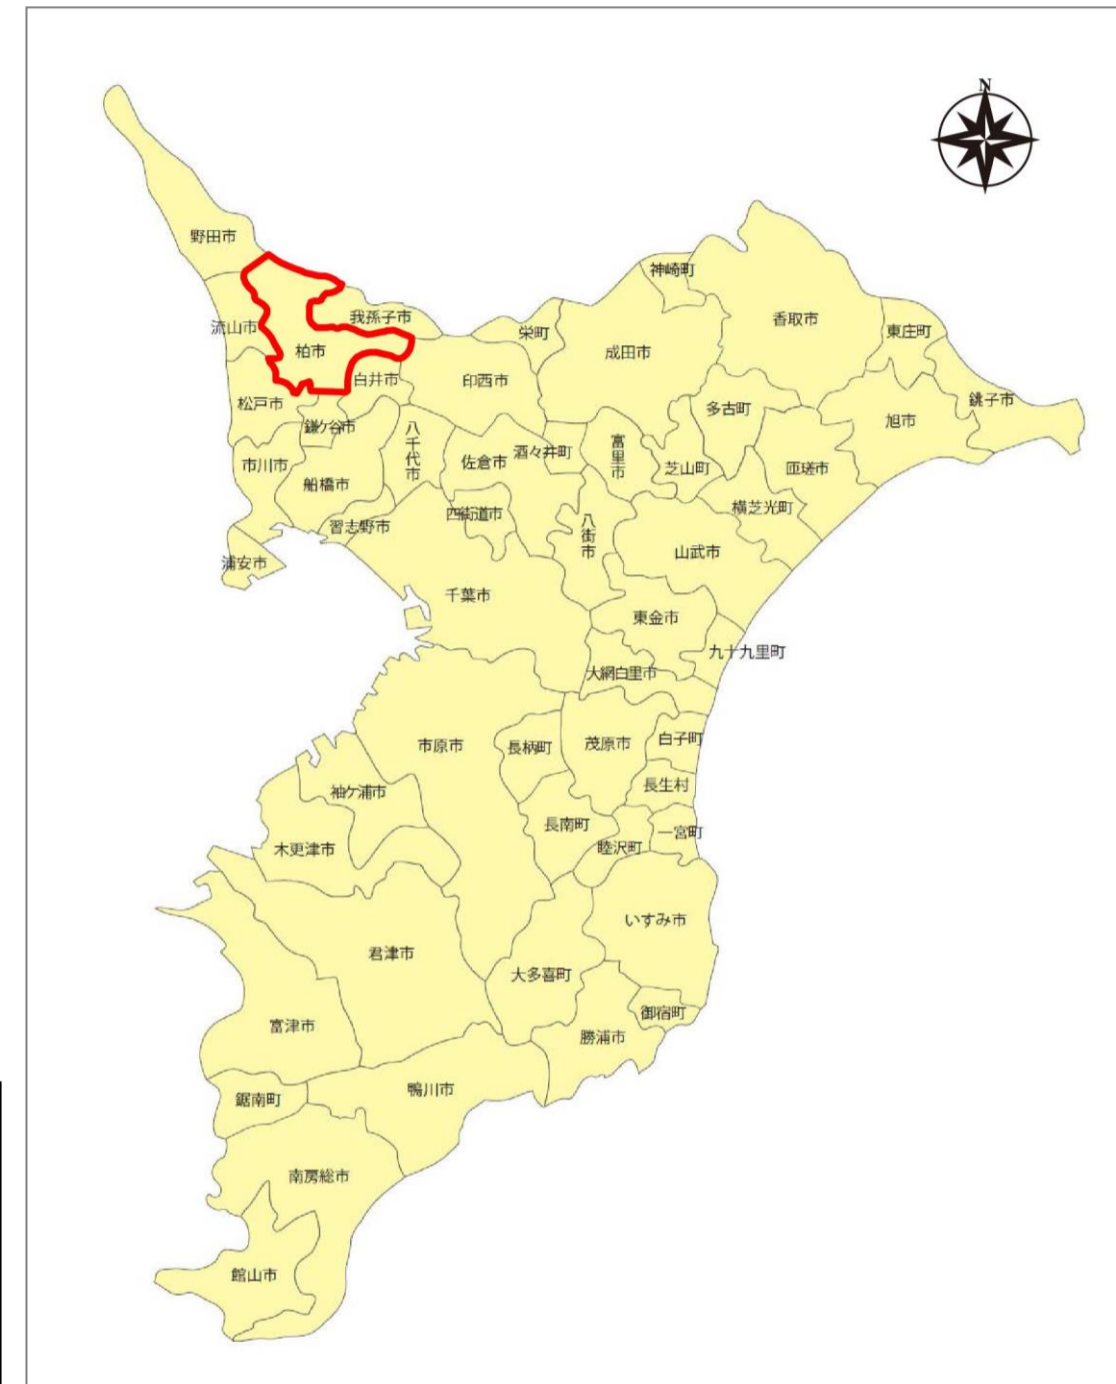 N
野田市
神崎町
香取市
我孫子市
流山市
栄町
東庄町
柏市
成田市
白井市
印西市
松戸市
銚子市
多古町
旭市
鎌ケ谷市
八千代市
酒々井町
富里市
市川市
佐倉市
芝山町
匝瑳市
船橋市
横芝光町
四街道市
習志野市
八街市
山武市
浦安市
千葉市
東金市
九十九里町
大網白里市
市原市
長柄町
茂原市
白子町
長生村
袖ケ浦市
長南町
一宮町
木更津市
睦沢町
いすみ市
君津市
大多喜町
御宿町
富津市
勝浦市
鴨川市
鋸南町
南房総市
館山市